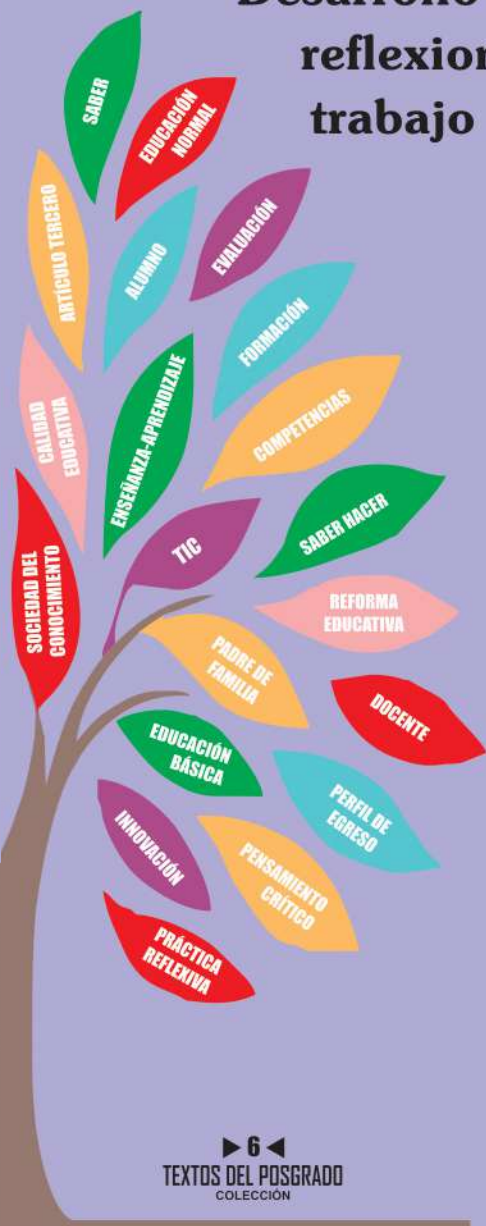 reflexion
trabajo
SABER
EDUCACIÓN
NORMAL
ARTÍCULO TERCERO
ALUMNO
EVALUACIÓN
FORMACIÓN
CALIDAD
EDUCATIVA
ENSEÑANZA-APRENDIZAJE
COMPETENCIAS
TIC
SABER HACER
SOCIEDAD DEL
CONOCIMIENTO
REFORMA
EDUCATIVA
PADRE DE
FAMILIA
DOCENTE
EDUCACIÓN
BÁSICA
PERFIL DE
EGRESO
INNOVACIÓN
PENSAMIENTO
CRÍTICO
PRÁCTICA
REFLEXIVA
▶ 6 ◀
TEXTOS DEL POSGRADO
COLECCIÓN